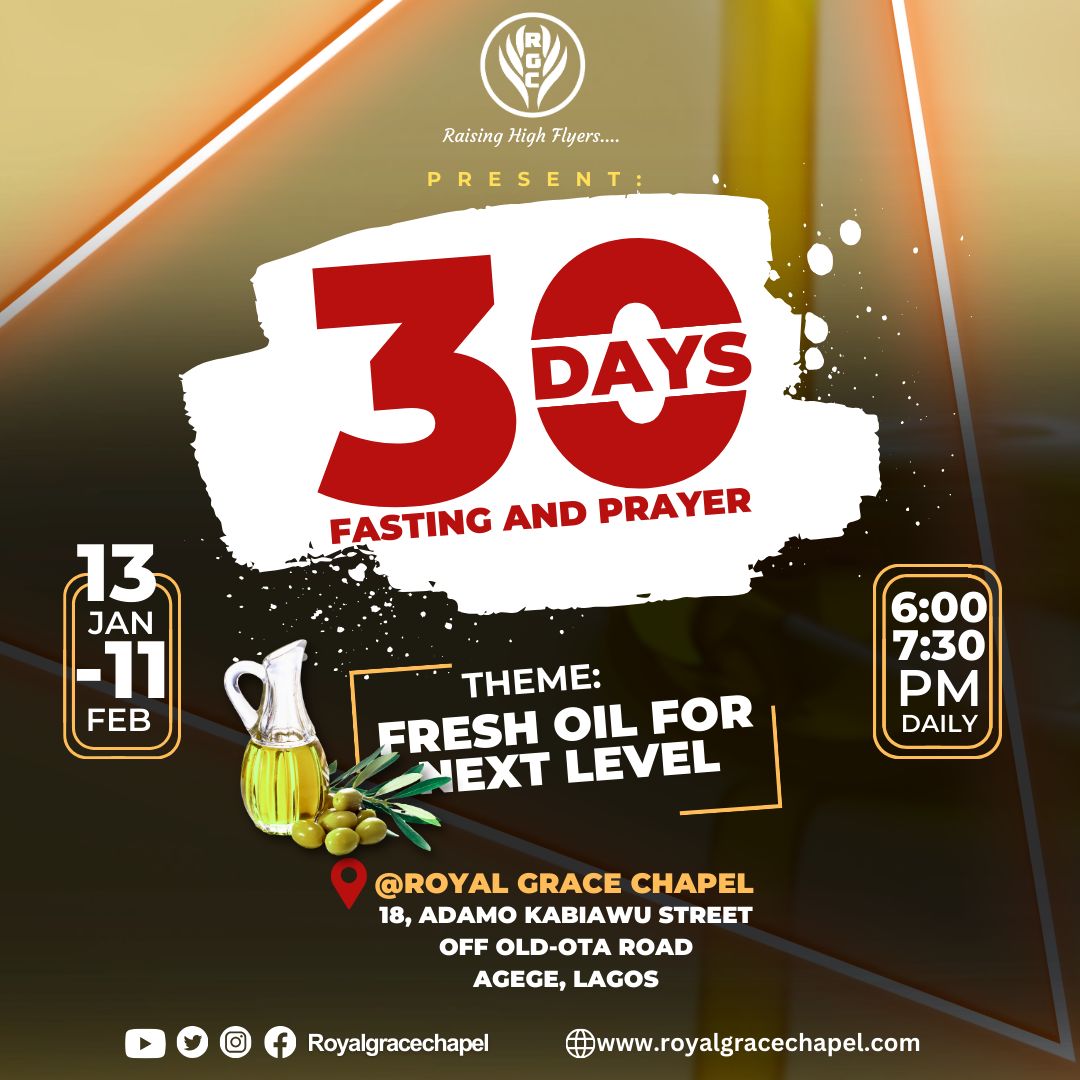 RGC
Raising High Flyers....
PRESENT:
30
DAYS
FASTING AND PRAYER
13
JAN
-11
FEB
6:00
7:30
PM
DAILY
THEME:
FRESH OIL FOR
NEXT LEVEL
@ROYAL GRACE CHAPEL
18, ADAMO KABIAWU STREET
OFF OLD-OTA ROAD
AGEGE, LAGOS
Royalgracechapel
www.royalgracechapel.com